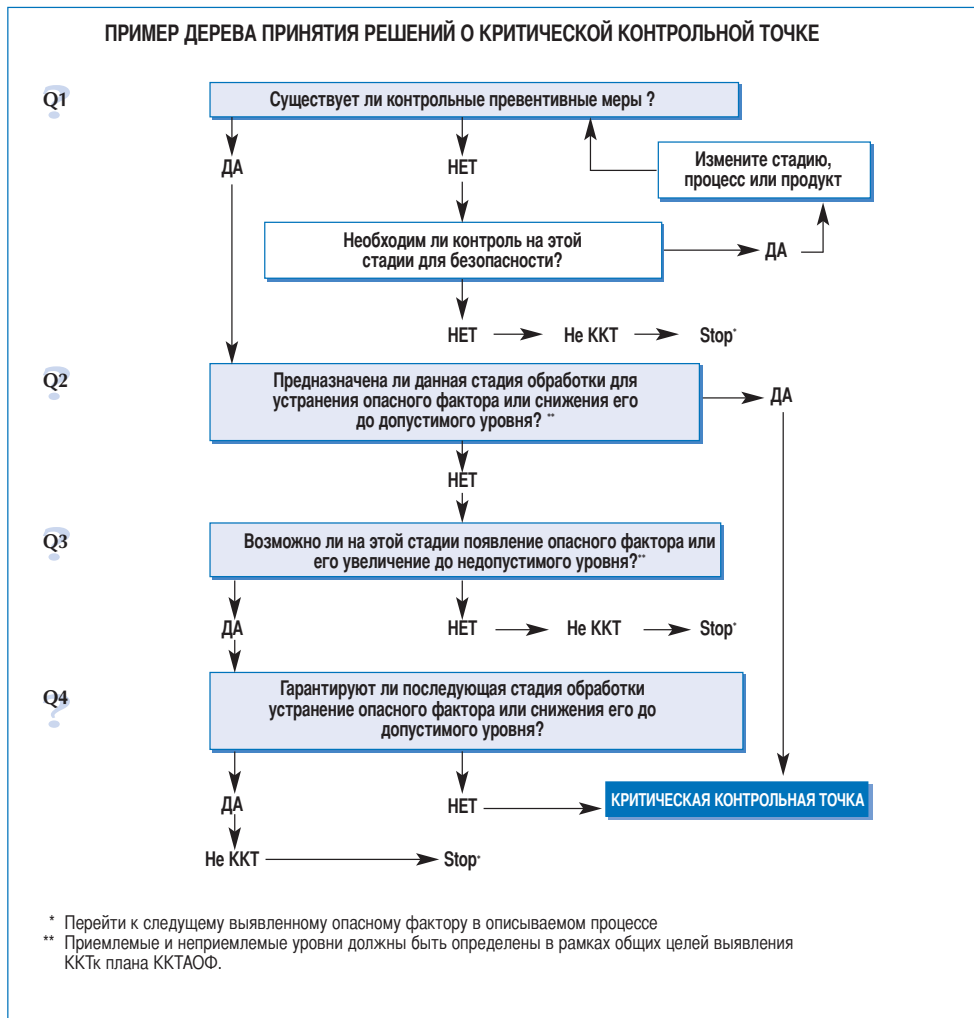 ПРИМЕР ДЕРЕВА ПРИНЯТИЯ РЕШЕНИЙ О КРИТИЧЕСКОЙ КОНТРОЛЬНОЙ ТОЧКЕ
Q1
?
Существует ли контрольные превентивные меры ?
ДА
НЕТ
Измените стадию,
процесс или продукт
Необходим ли контроль на этой
стадии для безопасности?
ДА
НЕТ
Не ККТ
Stop*
Q2
?
Предназначена ли данная стадия обработки для
устранения опасного фактора или снижения его
до допустимого уровня? **
ДА
НЕТ
Q3
?
Возможно ли на этой стадии появление опасного фактора или
его увеличение до недопустимого уровня?**
ДА
НЕТ
Не ККТ
Stop*
Q4
?
Гарантируют ли последующая стадия обработки
устранение опасного фактора или снижения его до
допустимого уровня?
ДА
НЕТ
КРИТИЧЕСКАЯ КОНТРОЛЬНАЯ ТОЧКА
Не ККТ
Stop*
* Перейти к следущему выявленному опасному фактору в описываемом процессе
** Приемлемые и неприемлемые уровни должны быть определены в рамках общих целей выявления
ККТк плана ККТАОФ.